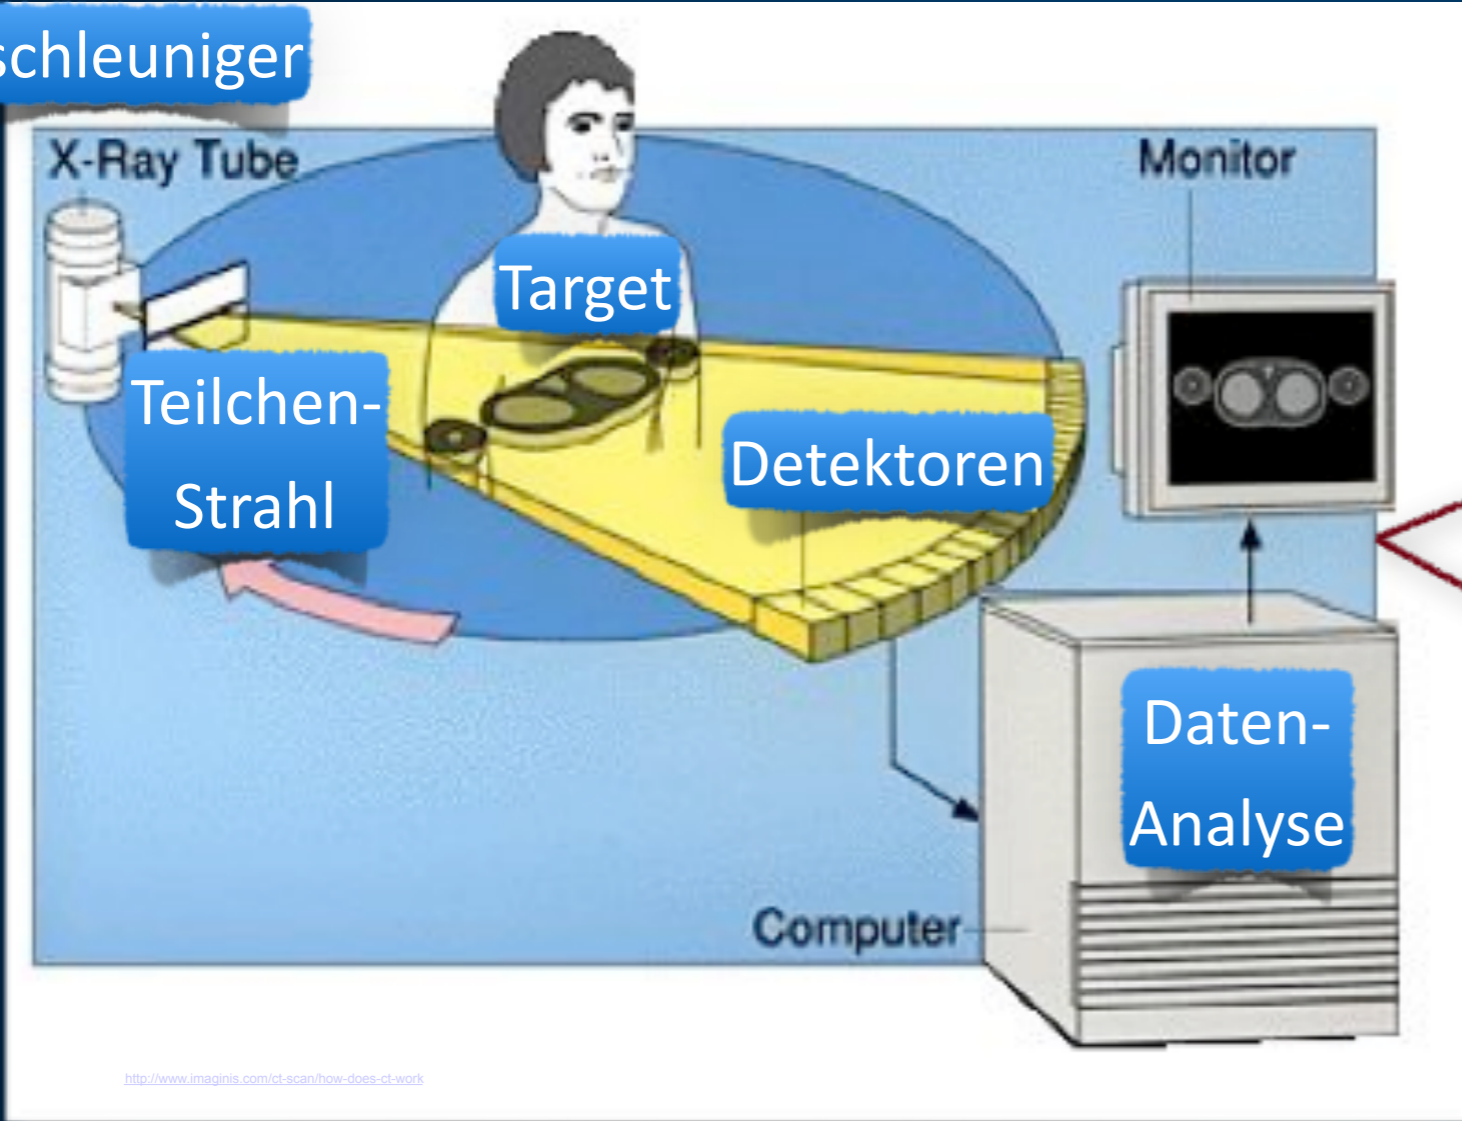 schleuniger
X-Ray Tube
Monitor
Target
Teilchen-
Strahl
Detektoren
Daten-
Analyse
Computer
http://www.imaginis.com/ct-scan/how-does-ct-work